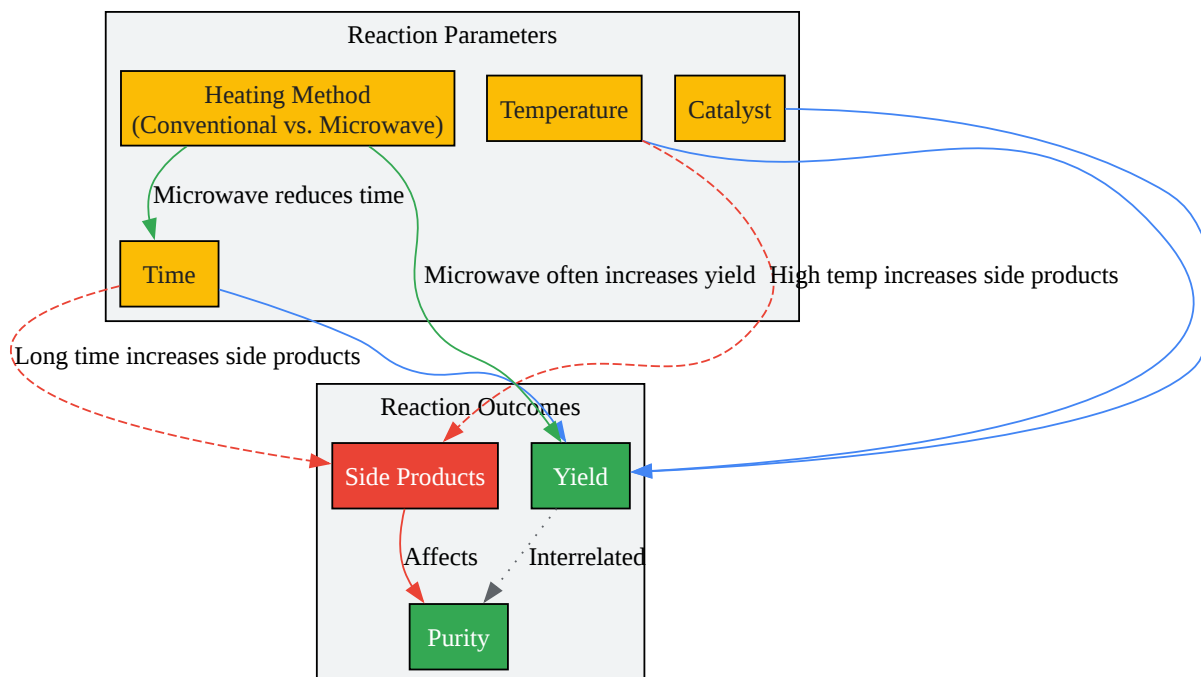 Reaction Parameters
Heating Method
(Conventional vs. Microwave)
Temperature
Catalyst
Microwave reduces time
Time
Microwave often increases yield
High temp increases side products
Long time increases side products
Reaction Outcomes
Side Products
Yield
Affects
Interrelated
Purity